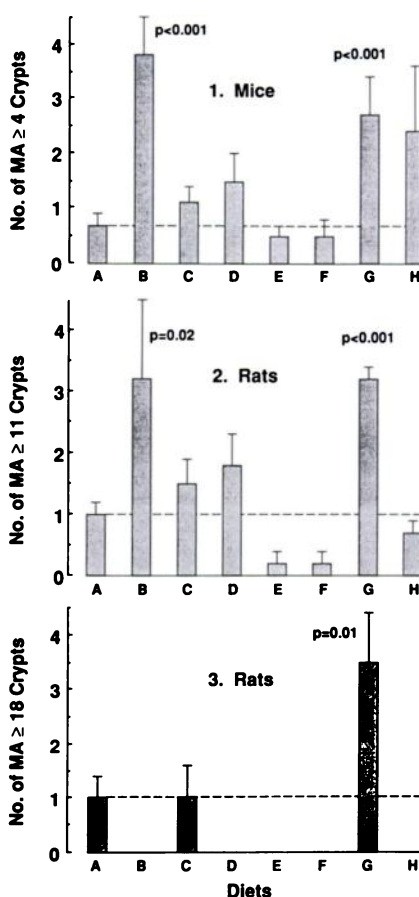 No. of MA ≥ 4 Crypts
4
3
2
1
0
p<0.001
1. Mice
p<0.001
A B C D E F G H
No. of MA ≥ 11 Crypts
4
3
2
1
0
p=0.02
2. Rats
p<0.001
A B C D E F G H
No. of MA ≥ 18 Crypts
4
3
2
1
0
p=0.01
3. Rats
A B C D E F G H
Diets